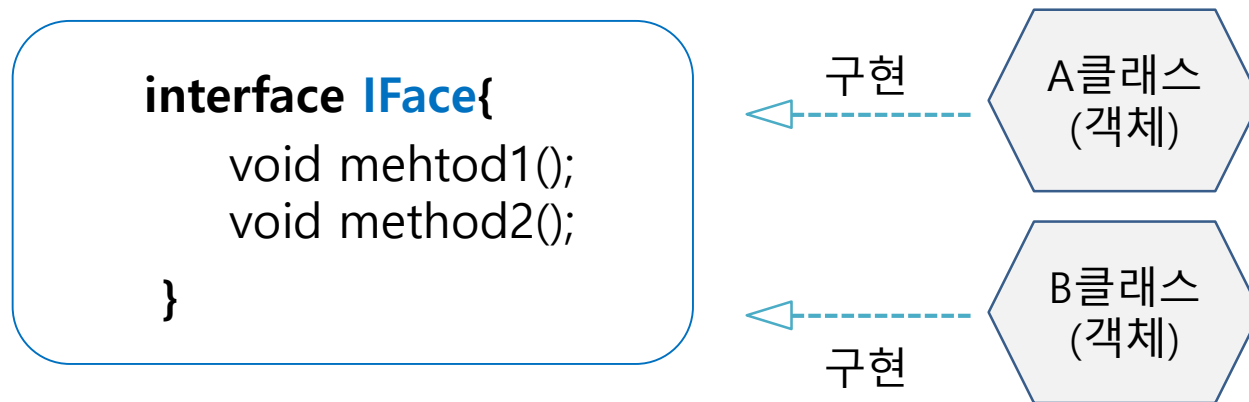 interface IFace{
void mehtod1();
void method2();
}
구현
A클래스
(객체)
B클래스
(객체)
구현